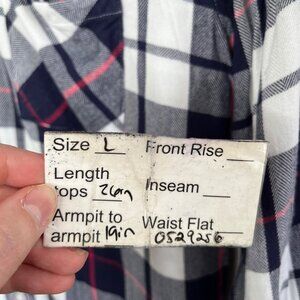 Size L Front Rise
Length
tops 26in Inseam
Armpit to Waist Flat
armpit 19in 0529256